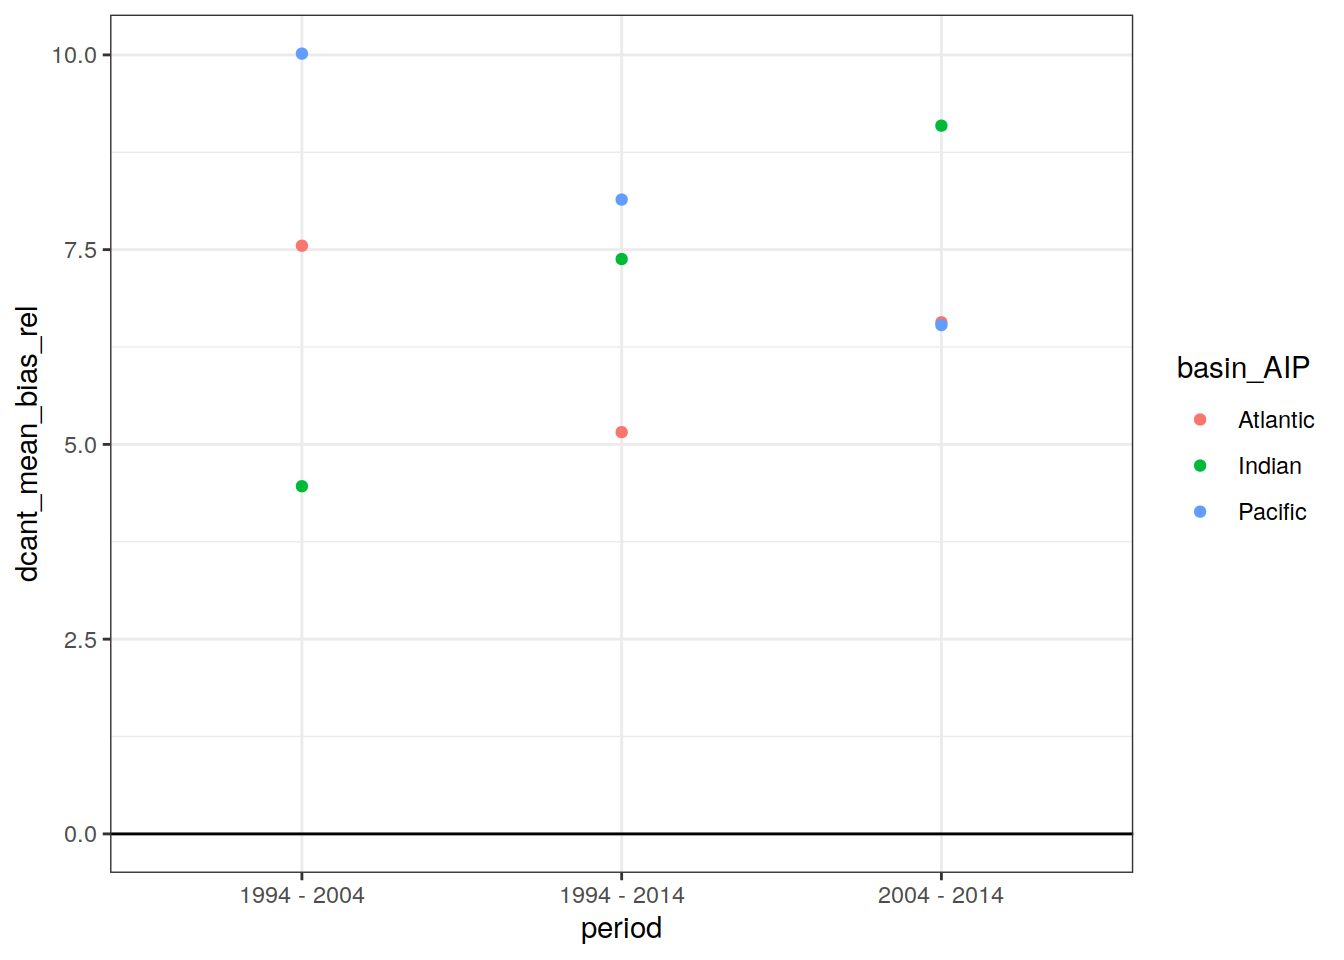 10.0
7.5
5.0
2.5
0.0
dcant_mean_bias_rel
1994 - 2004
1994 - 2014
2004 - 2014
period
basin_AIP
Atlantic
Indian
Pacific